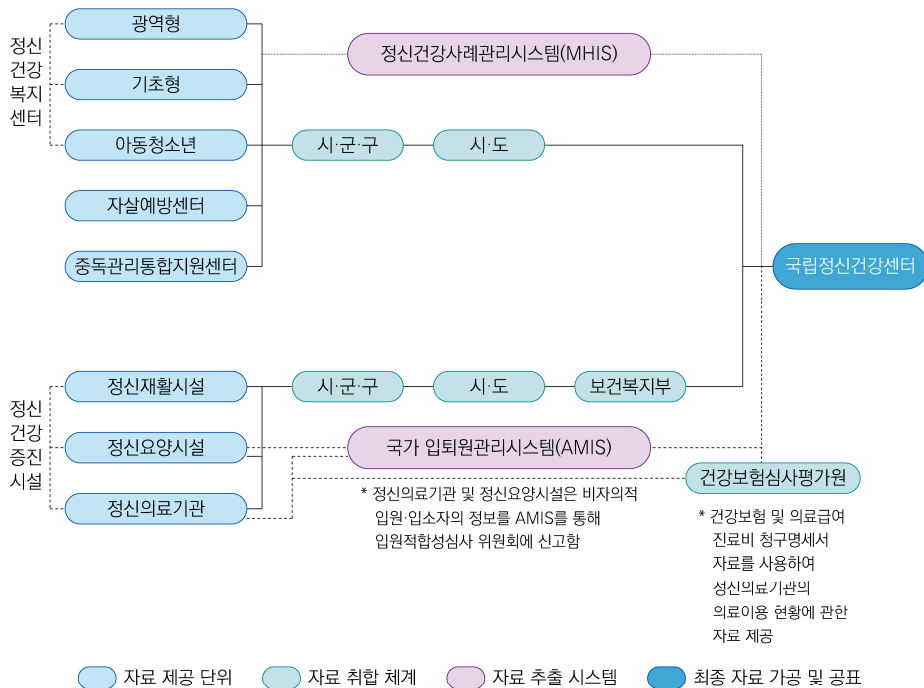 정신
건강
복지
센터
광역형
기초형
아동청소년
자살예방센터
중독관리통합지원센터
정신건강사례관리시스템(MHIS)
시·군·구
시·도
국립정신건강센터
정신
건강
증진
시설
정신재활시설
정신요양시설
정신의료기관
시·군·구
시·도
보건복지부
국가 입퇴원관리시스템(AMIS)
* 정신의료기관 및 정신요양시설은 비자의적
입원·입소자의 정보를 AMIS를 통해
입원적합성심사 위원회에 신고함
건강보험심사평가원
* 건강보험 및 의료급여
진료비 청구명세서
자료를 사용하여
성신의료기관의
의료이용 현황에 관한
자료 제공
자료 제공 단위
자료 취합 체계
자료 추출 시스템
최종 자료 가공 및 공표